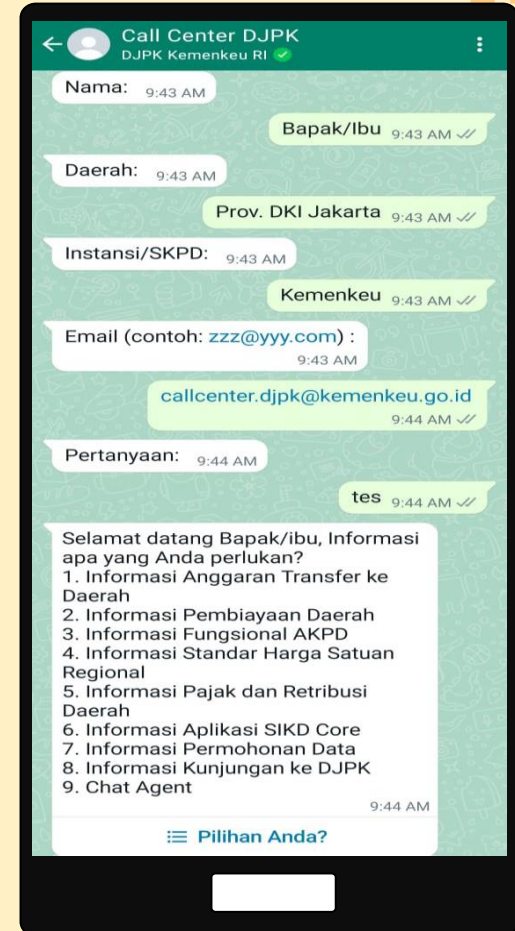 Call Center DJPK
DJPK Kemenkeu RI
Nama: 9:43 AM
Bapak/Ibu 9:43 AM
Daerah: 9:43 AM
Prov. DKI Jakarta 9:43 AM
Instansi/SKPD: 9:43 AM
Kemenkeu 9:43 AM
Email (contoh: zzz@yyy.com) :
9:43 AM
callcenter.djpk@kemenkeu.go.id
9:44 AM
Pertanyaan: 9:44 AM
tes 9:44 AM
Selamat datang Bapak/ibu, Informasi
apa yang Anda perlukan?
1. Informasi Anggaran Transfer ke
Daerah
2. Informasi Pembiayaan Daerah
3. Informasi Fungsional AKPD
4. Informasi Standar Harga Satuan
Regional
5. Informasi Pajak dan Retribusi
Daerah
6. Informasi Aplikasi SIKD Core
7. Informasi Permohonan Data
8. Informasi Kunjungan ke DJPK
9. Chat Agent
9:44 AM
Pilihan Anda?